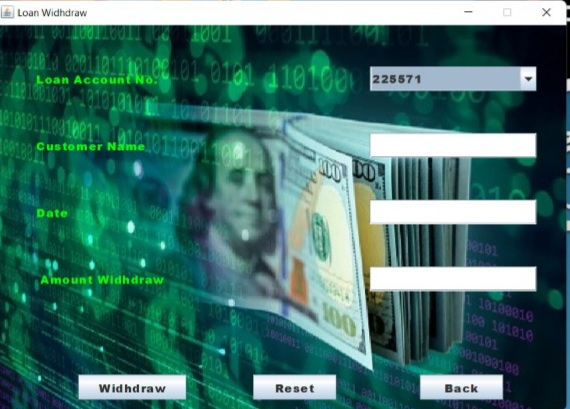 Loan Widhdraw
Loan Account No.
225571
Customer Name
Date
Amount Widhdraw
Widhdraw
Reset
Back